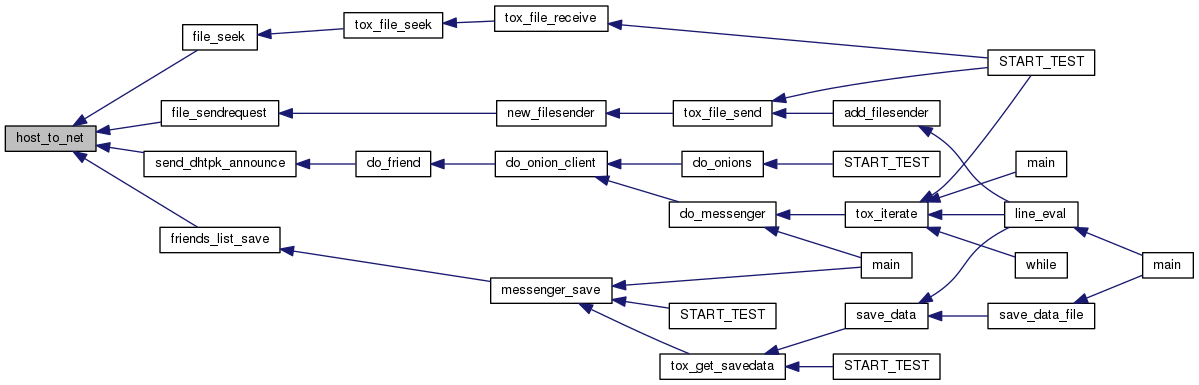 tox_file_receive
tox_file_seek
file_seek
START_TEST
file_sendrequest
new_filesender
tox_file_send
add_filesender
host_to_net
send_dhtpk_announce
do_friend
do_onion_client
do_onions
START_TEST
main
do_messenger
tox_iterate
line_eval
friends_list_save
main
while
main
messenger_save
START_TEST
save_data
save_data_file
tox_get_savedata
START_TEST